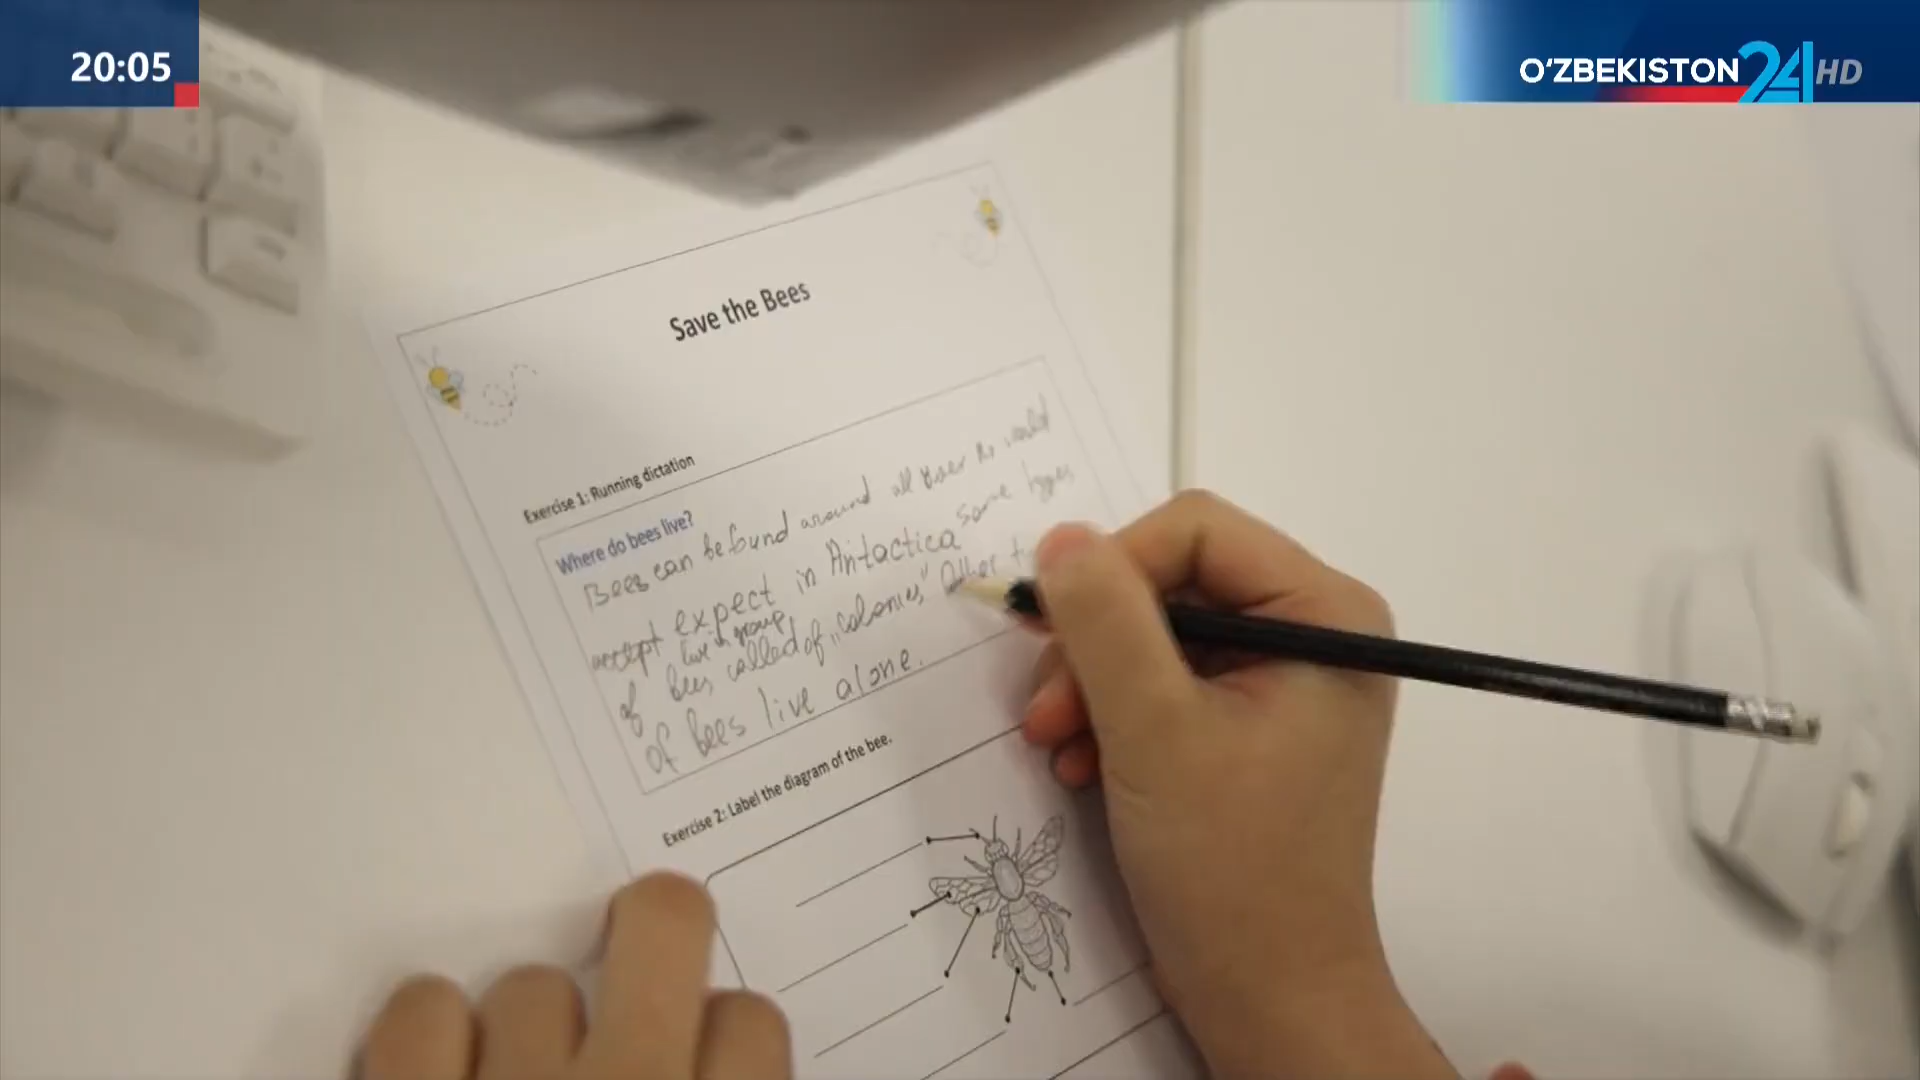 20:05
O‘ZBEKISTON 24 HD
Save the Bees
Exercise 1: Running dictation
Where do bees live?
Bees can be found around all over the world
accept expect in Antactica some types
live in group
of bees called of „colonies” Other
of bees live alone.
Exercise 2: Label the diagram of the bee.